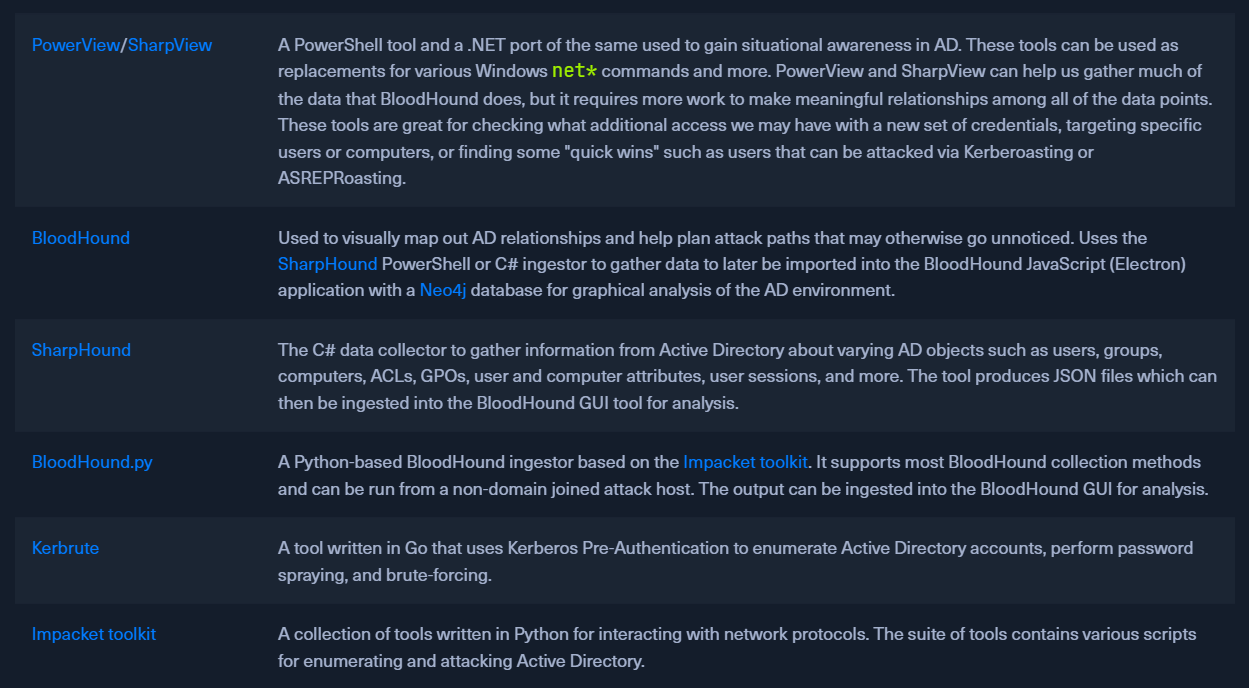 PowerView/SharpView
A PowerShell tool and a .NET port of the same used to gain situational awareness in AD. These tools can be used as
replacements for various Windows net* commands and more. PowerView and SharpView can help us gather much of
the data that BloodHound does, but it requires more work to make meaningful relationships among all of the data points.
These tools are great for checking what additional access we may have with a new set of credentials, targeting specific
users or computers, or finding some "quick wins" such as users that can be attacked via Kerberoasting or
ASREPRoasting.
BloodHound
Used to visually map out AD relationships and help plan attack paths that may otherwise go unnoticed. Uses the
SharpHound PowerShell or C# ingestor to gather data to later be imported into the BloodHound JavaScript (Electron)
application with a Neo4j database for graphical analysis of the AD environment.
SharpHound
The C# data collector to gather information from Active Directory about varying AD objects such as users, groups,
computers, ACLs, GPOs, user and computer attributes, user sessions, and more. The tool produces JSON files which can
then be ingested into the BloodHound GUI tool for analysis.
BloodHound.py
A Python-based BloodHound ingestor based on the Impacket toolkit. It supports most BloodHound collection methods
and can be run from a non-domain joined attack host. The output can be ingested into the BloodHound GUI for analysis.
Kerbrute
A tool written in Go that uses Kerberos Pre-Authentication to enumerate Active Directory accounts, perform password
spraying, and brute-forcing.
Impacket toolkit
A collection of tools written in Python for interacting with network protocols. The suite of tools contains various scripts
for enumerating and attacking Active Directory.